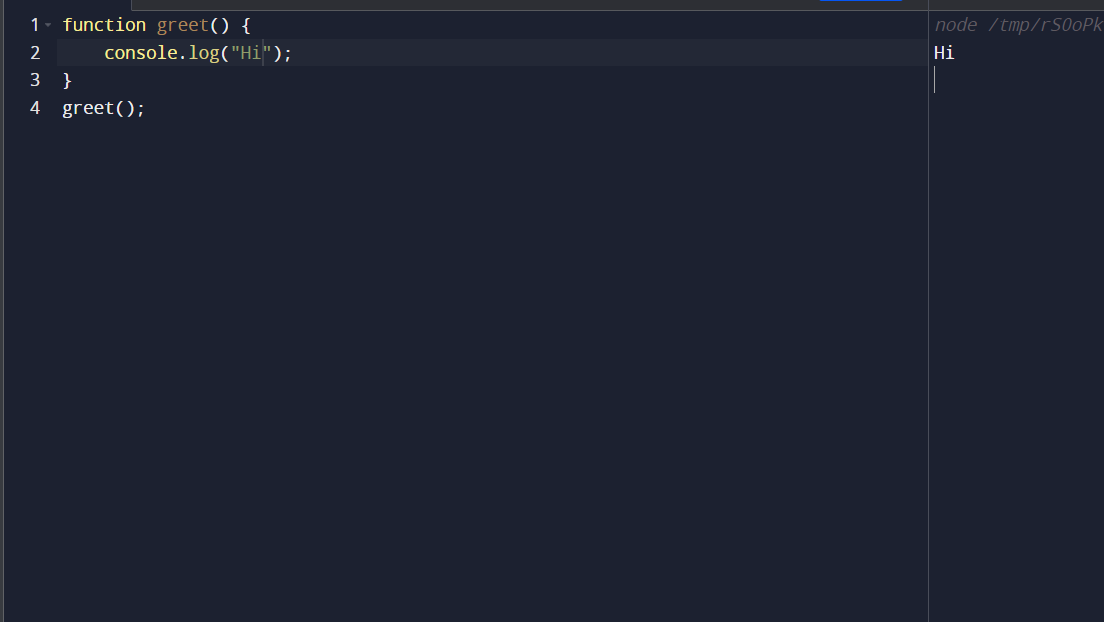 1 function greet() {
2     console.log("Hi");
3 }
4 greet();
node /tmp/rSOoPk
Hi